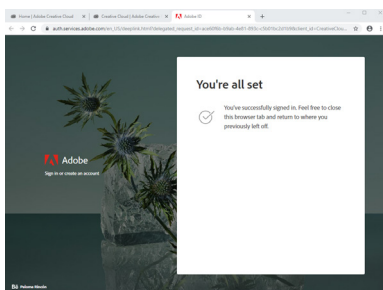 Home | Adobe Creative Cloud
Creative Cloud | Adobe Creative
Adobe ID
You're all set
You've successfully signed in. Feel free to close
this browser tab and return to where you
previously left off.
Adobe
Sign in or create an account
Paloma Rincón